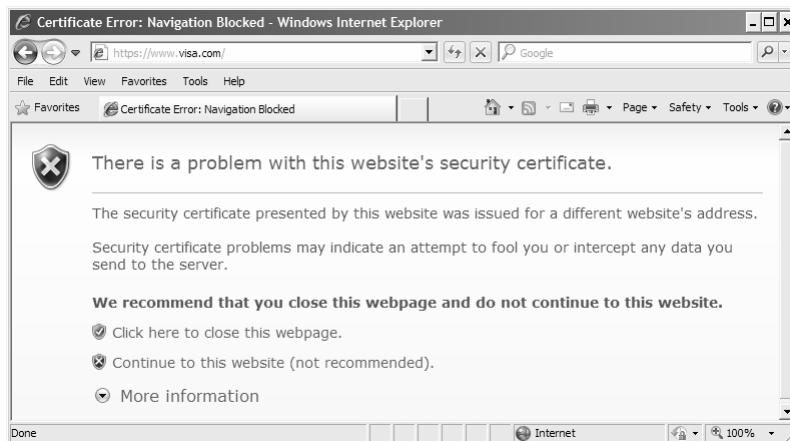 Certificate Error: Navigation Blocked - Windows Internet Explorer
https://www.visa.com/
Google
File Edit View Favorites Tools Help
Favorites Certificate Error: Navigation Blocked Page Safety Tools
There is a problem with this website's security certificate.
The security certificate presented by this website was issued for a different website's address.
Security certificate problems may indicate an attempt to fool you or intercept any data you
send to the server.
We recommend that you close this webpage and do not continue to this website.
Click here to close this webpage.
Continue to this website (not recommended).
More information
Done Internet 100%